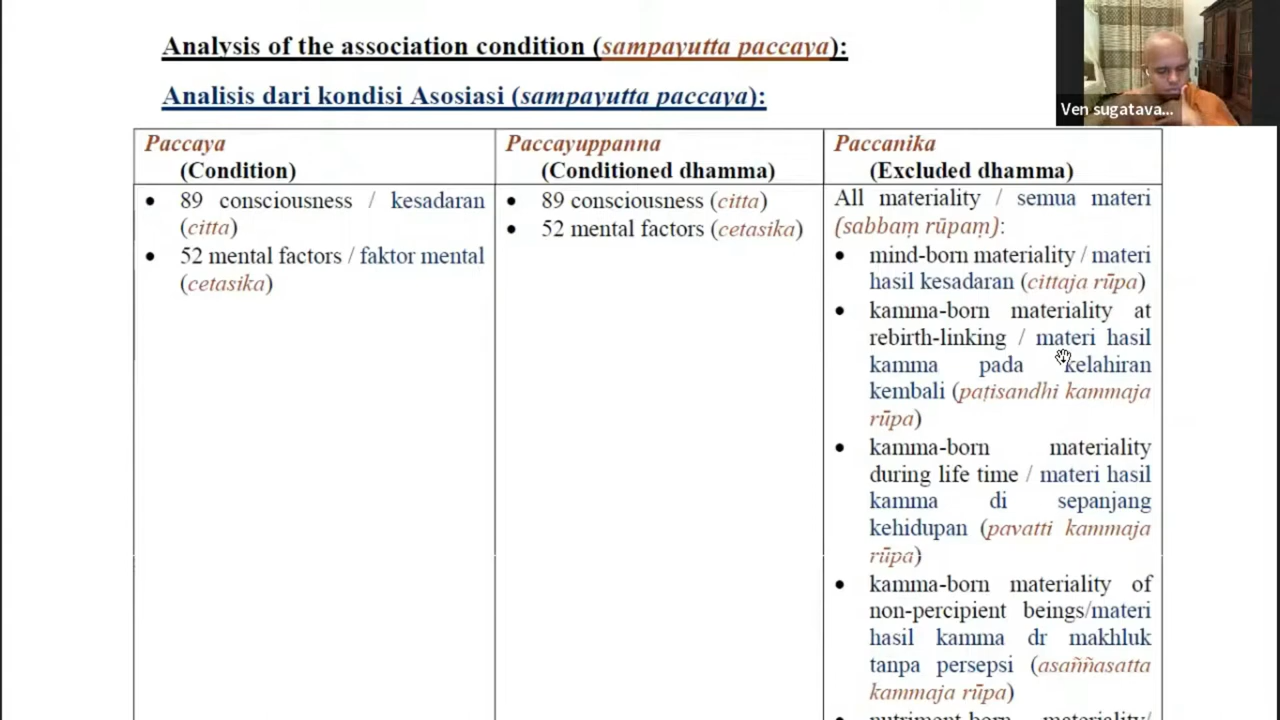 Analysis of the association condition (sampayutta paccaya):
Analisis dari kondisi Asosiasi (sampayutta paccaya):
Ven sugatava...
Paccaya
(Condition)
• 89 consciousness / kesadaran
(citta)
• 52 mental factors / faktor mental
(cetasika)
Paccayuppanna
(Conditioned dhamma)
• 89 consciousness (citta)
• 52 mental factors (cetasika)
Paccanika
(Excluded dhamma)
All materiality / semua materi
(sabbaṃ rūpaṃ):
• mind-born materiality / materi
hasil kesadaran (cittaja rūpa)
• kamma-born materiality at
rebirth-linking / materi hasil
kamma pada kelahiran
kembali (paṭisandhi kammaja
rūpa)
• kamma-born materiality
during life time / materi hasil
kamma di sepanjang
kehidupan (pavatti kammaja
rūpa)
• kamma-born materiality of
non-percipient beings/materi
hasil kamma dr makhluk
tanpa persepsi (asaññasatta
kammaja rūpa)
• nutriment-born materiality/